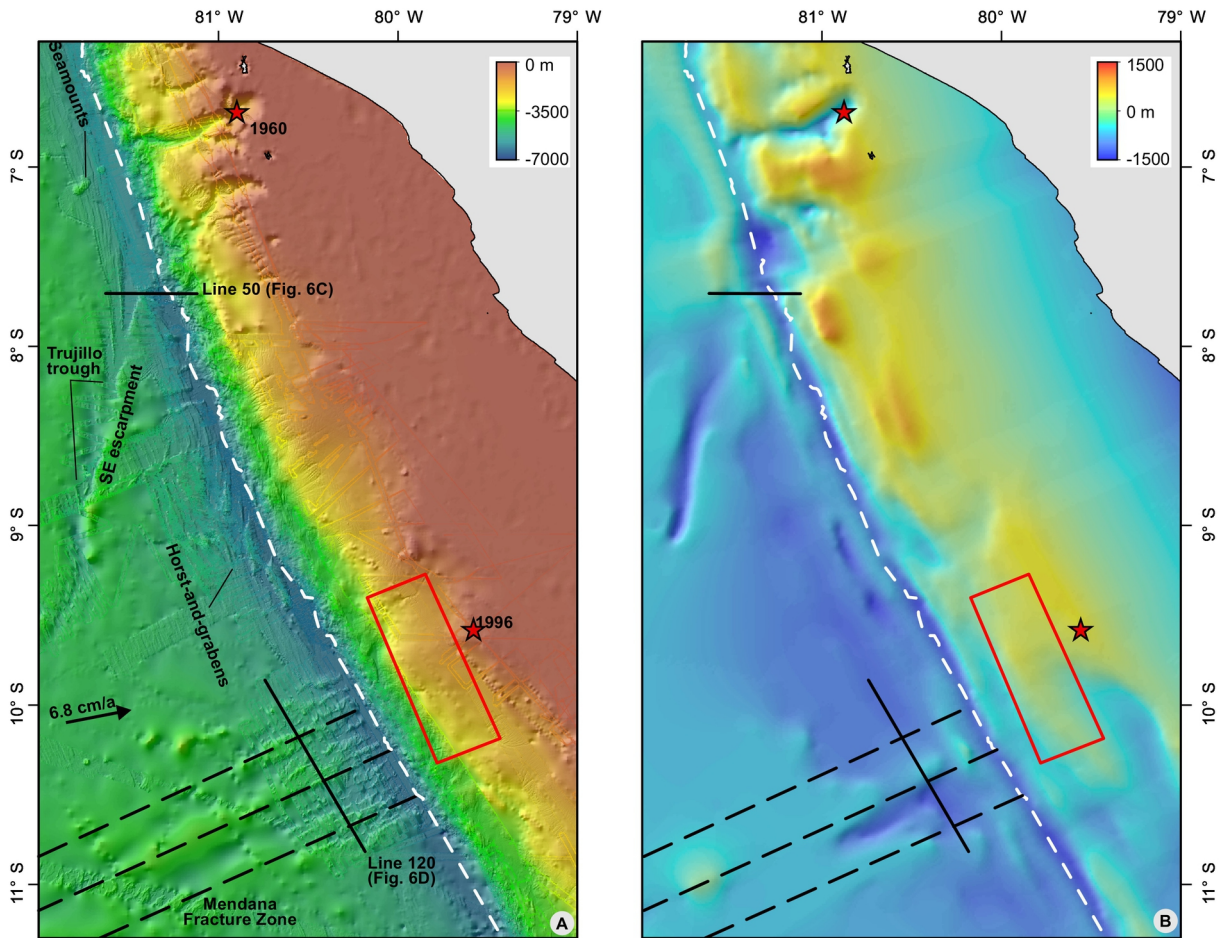 81° W
80° W
79° W
81° W
80° W
79° W
Seamounts
1960
0 m
-3500
-7000
1500
0 m
-1500
7° S
7° S
Line 50 (Fig. 6C)
8° S
8° S
Trujillo
trough
SE escarpment
9° S
9° S
Horst-and-grabens
1996
10° S
10° S
6.8 cm/a
Line 120
(Fig. 6D)
11° S
11° S
Mendana
Fracture Zone
A
B